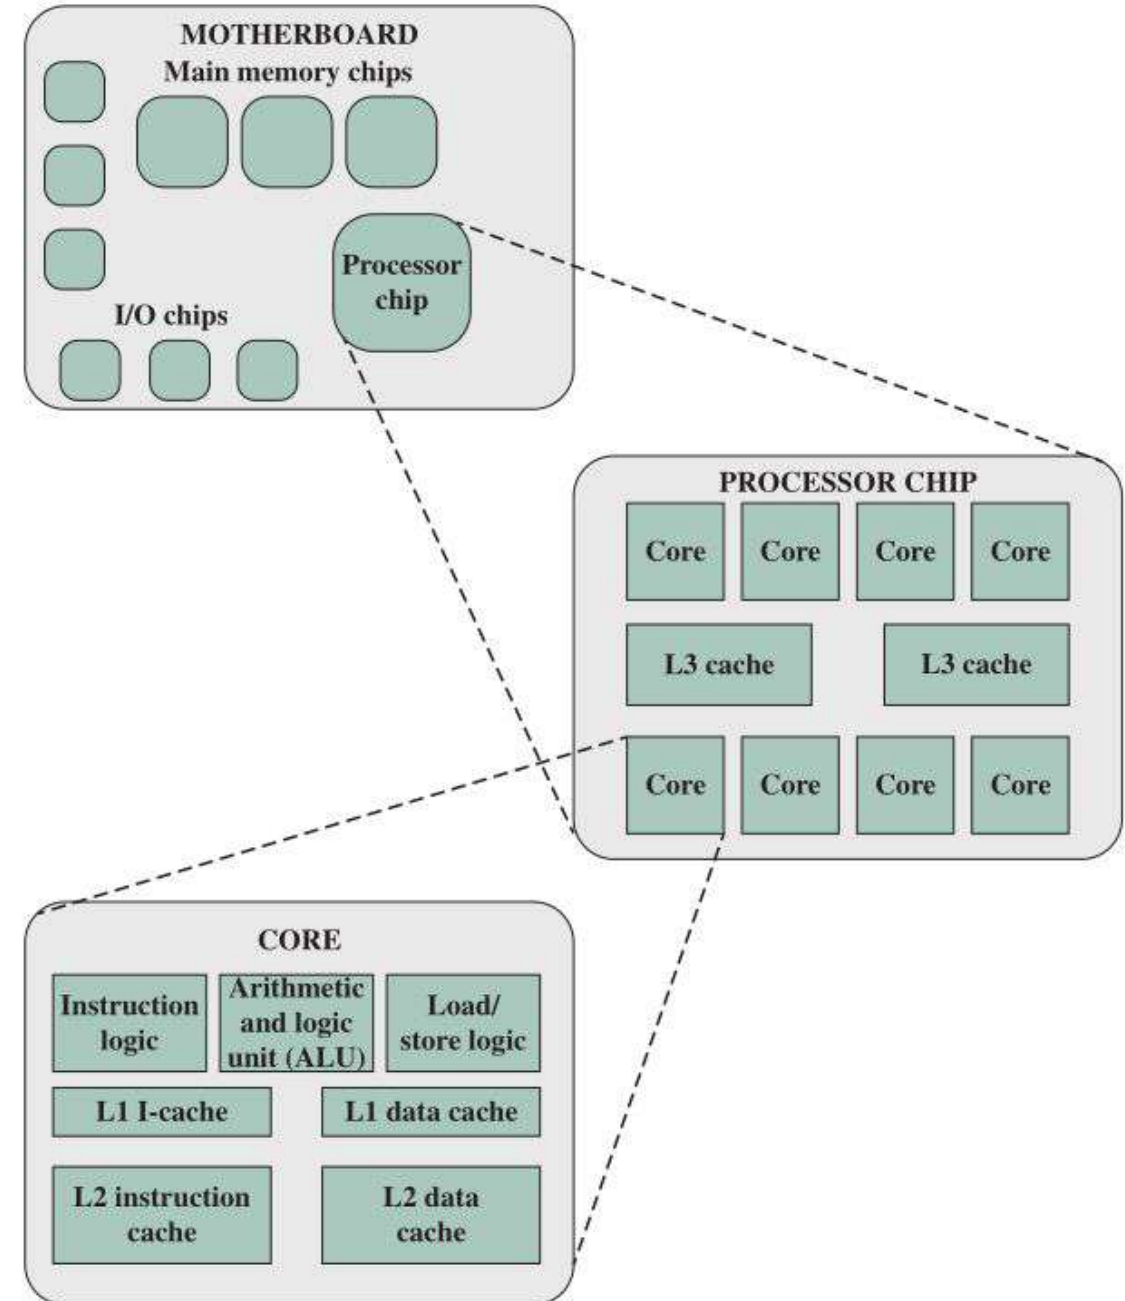 MOTHERBOARD
Main memory chips
Processor
chip
I/O chips
PROCESSOR CHIP
Core Core Core Core
L3 cache L3 cache
Core Core Core Core
CORE
Instruction
logic
Arithmetic
and logic
unit (ALU)
Load/
store logic
L1 I-cache L1 data cache
L2 instruction
cache
L2 data
cache